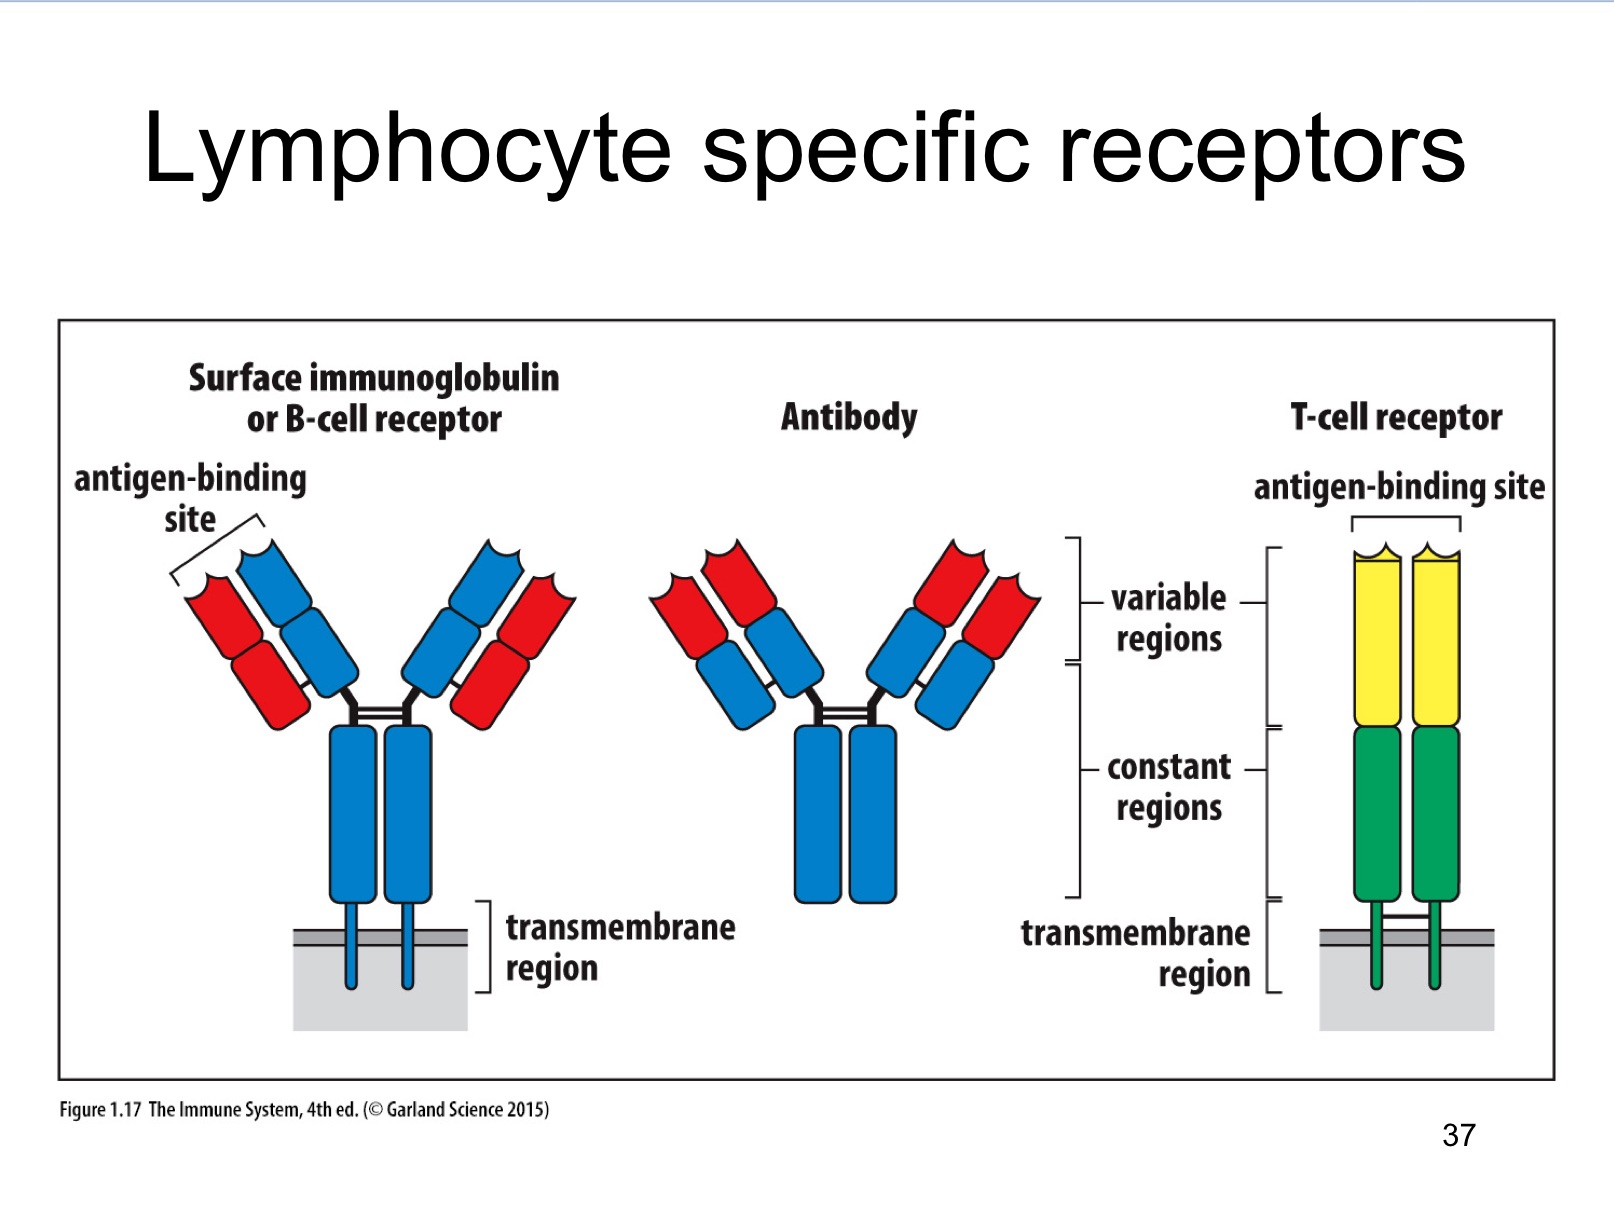 Lymphocyte specific receptors
Surface immunoglobulin
or B-cell receptor
antigen-binding
site
transmembrane
region
Antibody
variable
regions
constant
regions
T-cell receptor
antigen-binding site
transmembrane
region
Figure 1.17 The Immune System, 4th ed. (© Garland Science 2015)
37